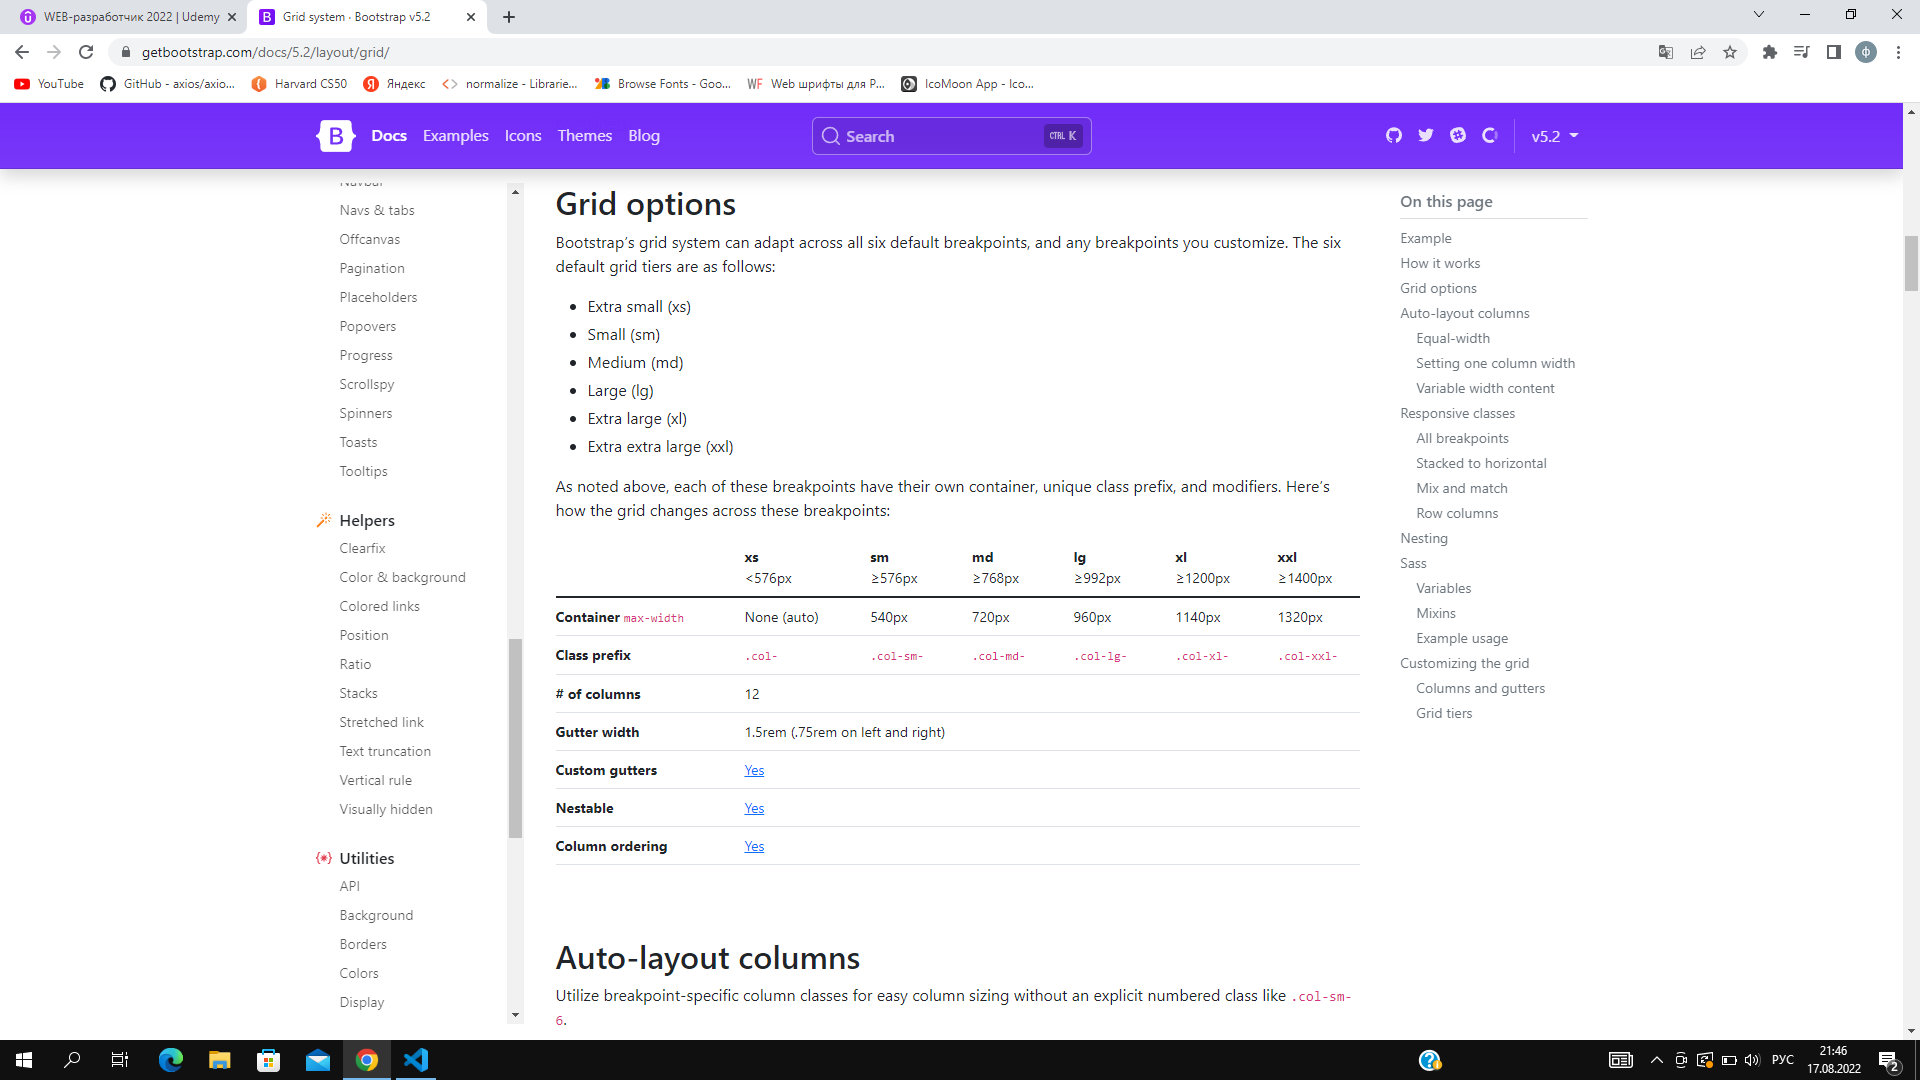 WEB-разработчик 2022 | Udemy
Grid system · Bootstrap v5.2
getbootstrap.com/docs/5.2/layout/grid/
ф
YouTube
GitHub - axios/axio...
Harvard CS50
Яндекс
normalize - Librarie...
Browse Fonts - Goo...
WF Web шрифты для Р...
IcoMoon App - Ico...
B
Docs
Examples
Icons
Themes
Blog
Search
CTRL K
v5.2
Navbar
Navs & tabs
Offcanvas
Pagination
Placeholders
Popovers
Progress
Scrollspy
Spinners
Toasts
Tooltips
Helpers
Clearfix
Color & background
Colored links
Position
Ratio
Stacks
Stretched link
Text truncation
Vertical rule
Visually hidden
Utilities
API
Background
Borders
Colors
Display
Grid options
Bootstrap's grid system can adapt across all six default breakpoints, and any breakpoints you customize. The six
default grid tiers are as follows:
• Extra small (xs)
• Small (sm)
• Medium (md)
• Large (lg)
• Extra large (xl)
• Extra extra large (xxl)
As noted above, each of these breakpoints have their own container, unique class prefix, and modifiers. Here's
how the grid changes across these breakpoints:
xs sm md lg xl xxl
<576px ≥576px ≥768px ≥992px ≥1200px ≥1400px
Container max-width None (auto) 540px 720px 960px 1140px 1320px
Class prefix .col- .col-sm- .col-md- .col-lg- .col-xl- .col-xxl-
# of columns 12
Gutter width 1.5rem (.75rem on left and right)
Custom gutters Yes
Nestable Yes
Column ordering Yes
Auto-layout columns
Utilize breakpoint-specific column classes for easy column sizing without an explicit numbered class like .col-sm-
6.
On this page
Example
How it works
Grid options
Auto-layout columns
Equal-width
Setting one column width
Variable width content
Responsive classes
All breakpoints
Stacked to horizontal
Mix and match
Row columns
Nesting
Sass
Variables
Mixins
Example usage
Customizing the grid
Columns and gutters
Grid tiers
РУС
21:46
17.08.2022
2